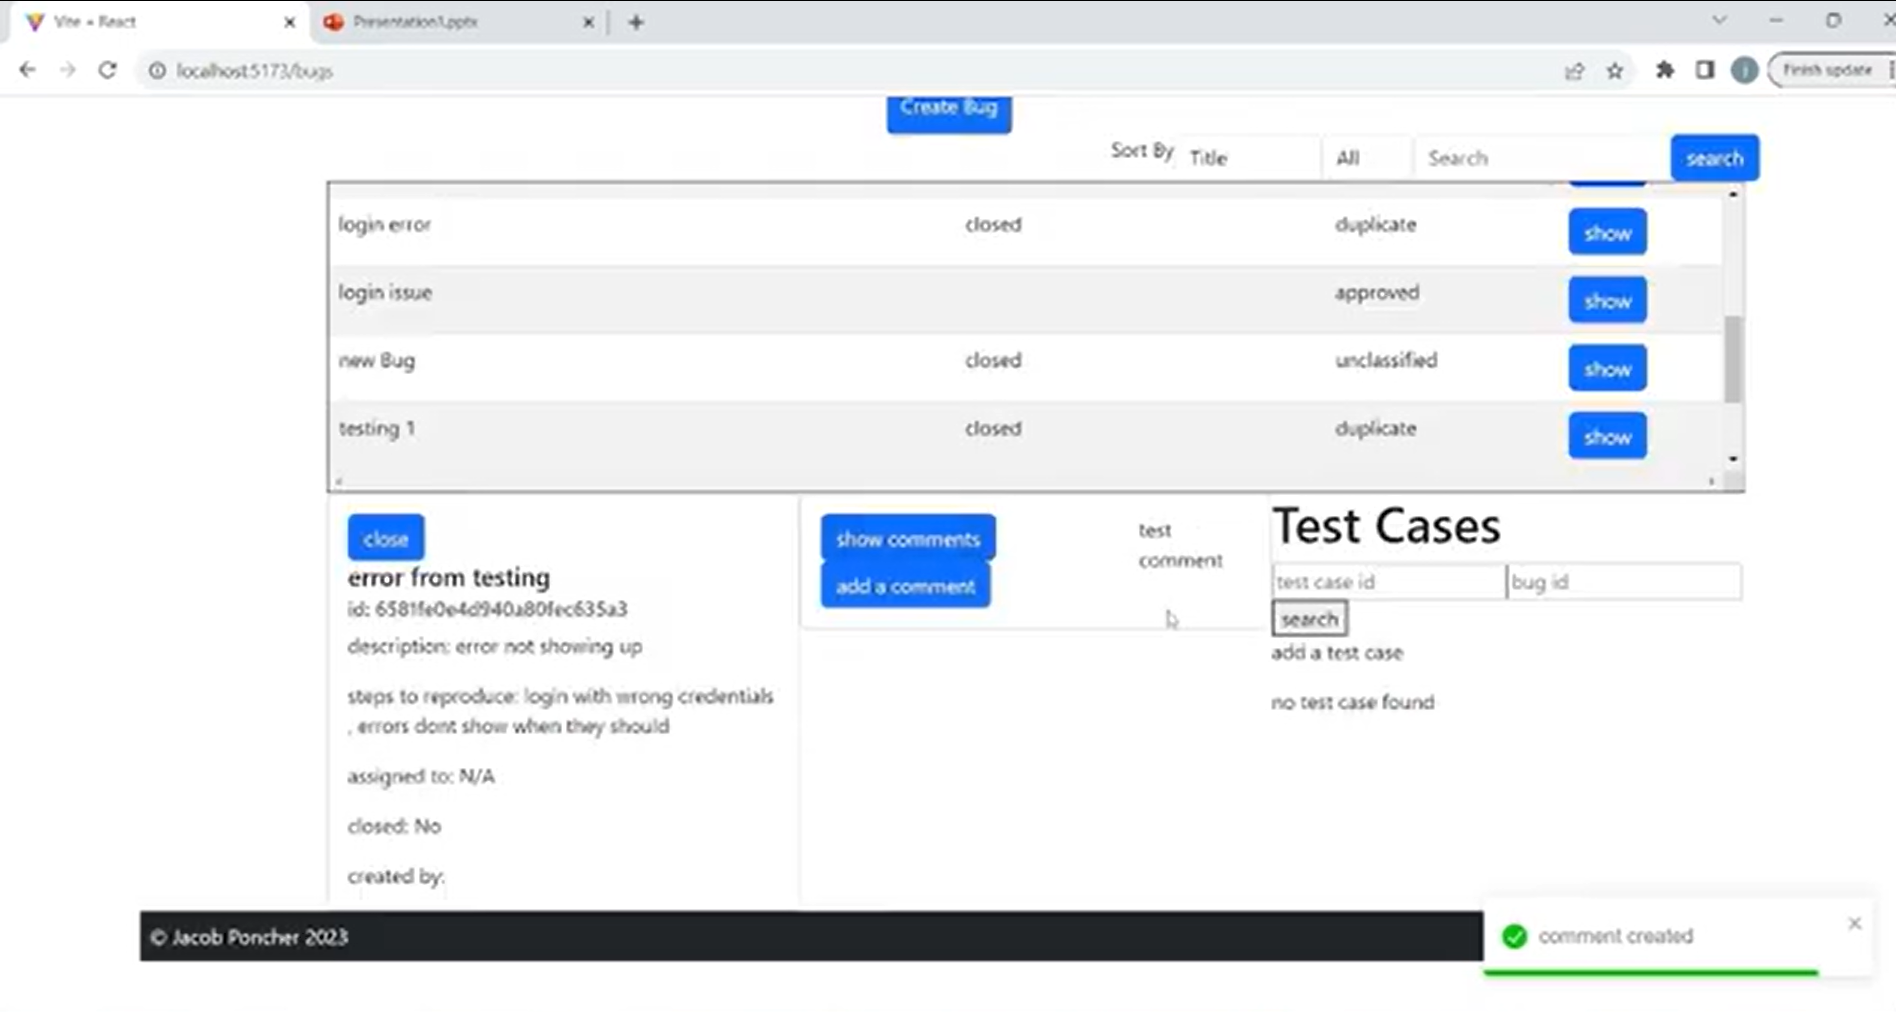 Vite + React
Presentation1.pptx
localhost:5173/bugs
Finish update
Create Bug
Sort By Title All Search search
login error closed duplicate show
login issue approved show
new Bug closed unclassified show
testing 1 closed duplicate show
close
error from testing
id: 6581fe0e4d940a80fec635a3
description: error not showing up
steps to reproduce: login with wrong credentials
, errors dont show when they should
assigned to: N/A
closed: No
created by:
show comments
add a comment
test
comment
Test Cases
test case id bug id
search
add a test case
no test case found
© Jacob Poncher 2023
comment created